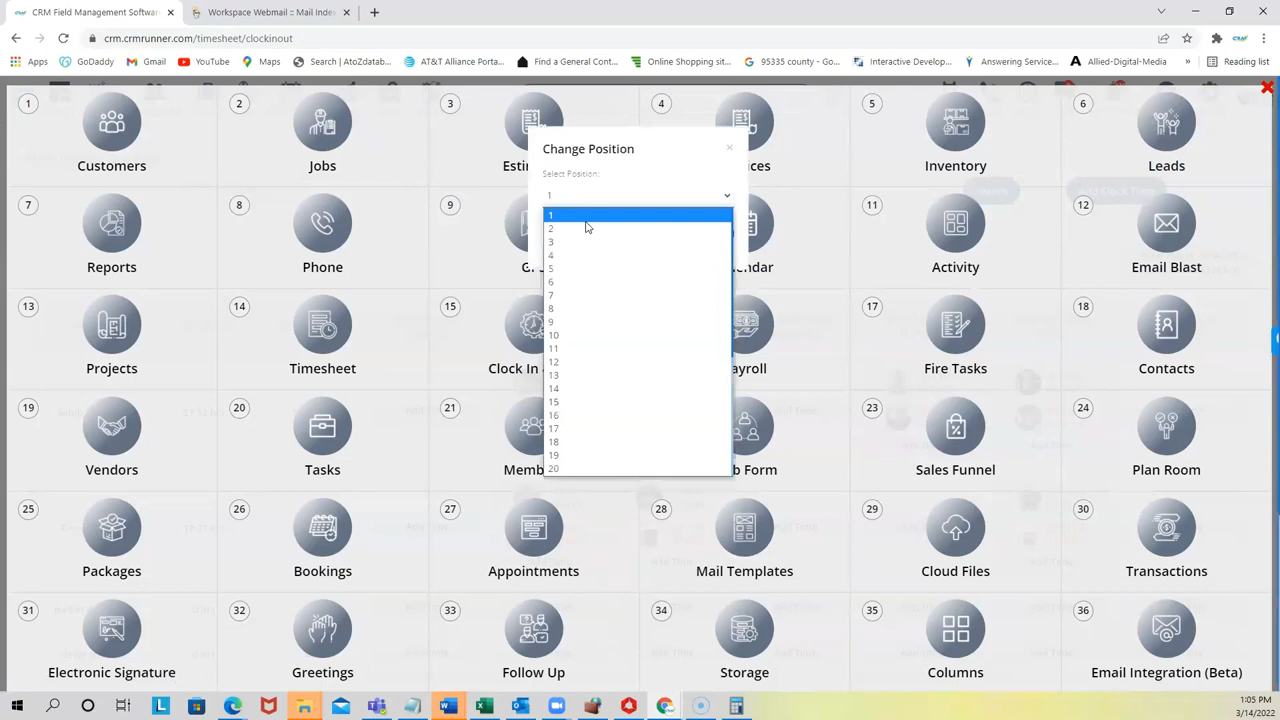 CRM Field Management Softwar
Workspace Webmail :: Mail Index
crm.crmrunner.com/timesheet/clockinout
Apps
GoDaddy
Gmail
YouTube
Maps
Search | AtoZdatab...
AT&T Alliance Porta...
Find a General Cont...
Online Shopping sit...
95335 county - Go...
Interactive Develop...
Answering Service...
Allied-Digital-Media
»
Reading list
1
Customers
2
Jobs
3
Esti
4
ices
5
Inventory
6
Leads
7
Reports
8
Phone
9
10
11
Activity
12
Email Blast
13
Projects
14
Timesheet
15
Clock In
ayroll
17
Fire Tasks
18
Contacts
19
Vendors
20
Tasks
21
Memb
b Form
23
Sales Funnel
24
Plan Room
25
Packages
26
Bookings
27
Appointments
28
Mail Templates
29
Cloud Files
30
Transactions
31
Electronic Signature
32
Greetings
33
Follow Up
34
Storage
35
Columns
36
Email Integration (Beta)
Change Position
×
Select Position:
1
1
2
3
4
5
6
7
8
9
10
11
12
13
14
15
16
17
18
19
20
Add Clock Time
1:05 PM
3/14/2022